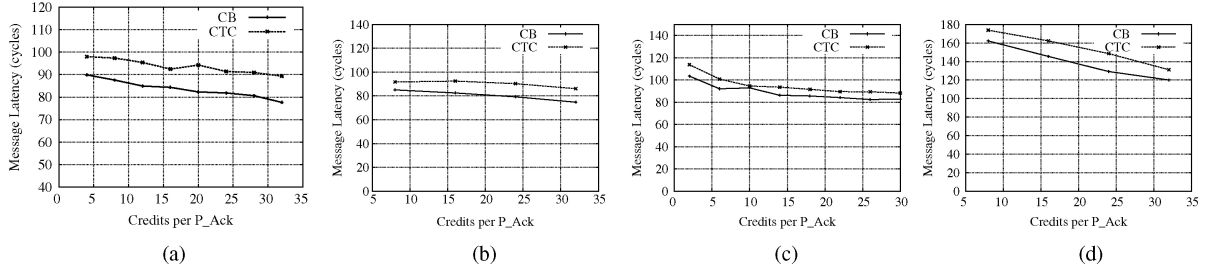 120
110
100
90
80
70
60
50
40
Message Latency (cycles)
CB
CTC
0 5 10 15 20 25 30 35
Credits per P_Ack
(a)
140
120
100
80
60
40
20
0
Message Latency (cycles)
CB
CTC
5 10 15 20 25 30 35
Credits per P_Ack
(b)
140
120
100
80
60
40
20
0
Message Latency (cycles)
CB
CTC
0 5 10 15 20 25 30
Credits per P_Ack
(c)
180
160
140
120
100
80
60
40
20
0
Message Latency (cycles)
CB
CTC
5 10 15 20 25 30 35
Credits per P_Ack
(d)